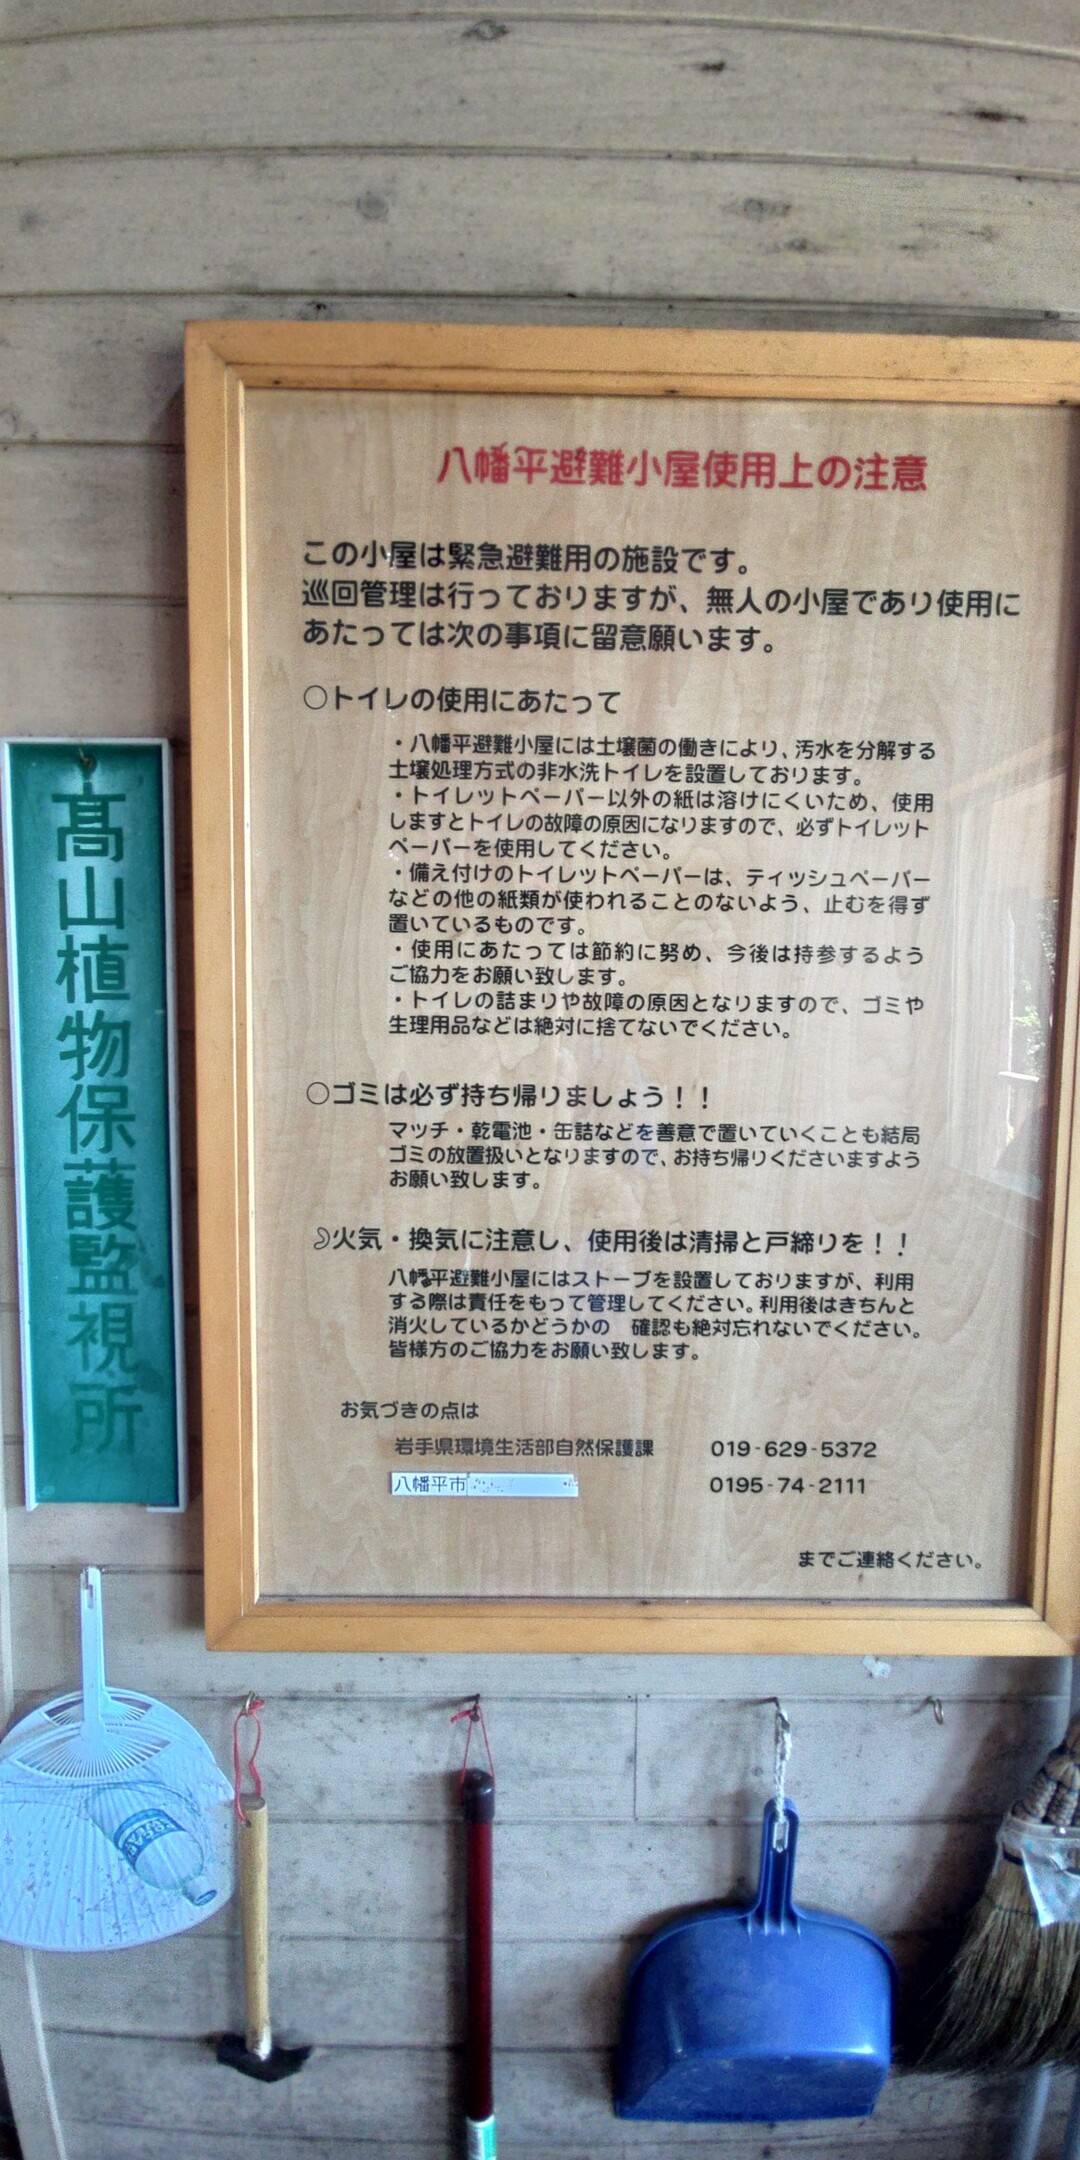 八幡平避難小屋使用上の注意
この小屋は緊急避難用の施設です。
巡回管理は行っておりますが、無人の小屋であり使用に
あたっては次の事項に留意願います。
○トイレの使用にあたって
・八幡平避難小屋には土壌菌の働きにより、汚水を分解する
土壌処理方式の非水洗トイレを設置しております。
・トイレットペーパー以外の紙は溶けにくいため、使用
しますとトイレの故障の原因になりますので、必ずトイレット
ペーパーを使用してください。
・備え付けのトイレットペーパーは、ティッシュペーパー
などの他の紙類が使われることのないよう、止むを得ず
置いているものです。
・使用にあたっては節約に努め、今後は持参するよう
ご協力をお願い致します。
・トイレの詰まりや故障の原因となりますので、ゴミや
生理用品などは絶対に捨てないでください。
○ゴミは必ず持ち帰りましょう！！
マッチ・乾電池・缶詰などを善意で置いていくことも結局
ゴミの放置扱いとなりますので、お持ち帰りくださいますよう
お願い致します。
火気・換気に注意し、使用後は清掃と戸締りを！！
八幡平避難小屋にはストーブを設置しておりますが、利用
する際は責任をもって管理してください。利用後はきちんと
消火しているかどうかの　確認も絶対忘れないでください。
皆様方のご協力をお願い致します。
お気づきの点は
岩手県環境生活部自然保護課 019-629-5372
八幡平市 0195-74-2111
までご連絡ください。
高山植物保護監視所